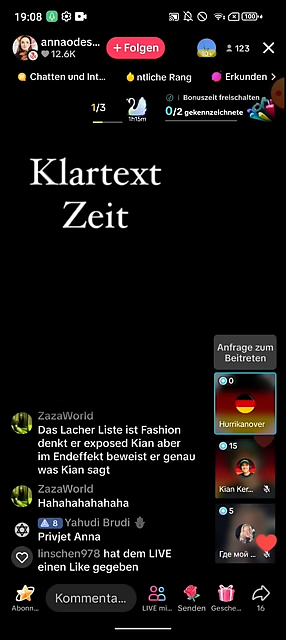 19:08
100+
annaodes...
12.6K
+ Folgen
123
Chatten und Int...
ntliche Rang
Erkunden >
1/3
1h15m
Bonuszeit freischalten
0/2 gekennzeichnete
Klartext
Zeit
Anfrage zum
Beitreten
0
Hurrikanover
15
Kian Ker...
5
Где мой ...
ZazaWorld
Das Lacher Liste ist Fashion
denkt er exposed Kian aber
im Endeffekt beweist er genau
was Kian sagt
ZazaWorld
Hahahahahahaha
8 Yahudi Brudi
Privjet Anna
linschen978 hat dem LIVE
einen Like gegeben
Kommenta...
Abonn...
LIVE mi...
Senden
Gesche...
16